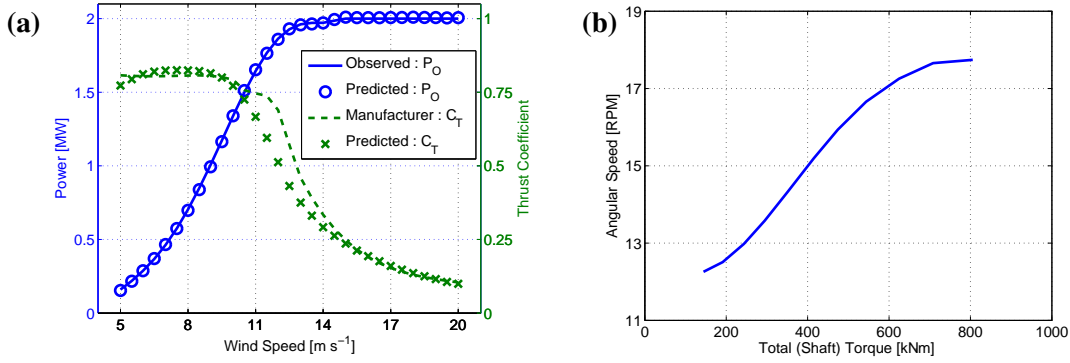 (a)
2
1.5
1
0.5
0
Power [MW]
1
0.75
0.5
0.25
0
Thrust Coefficient
Observed : P_O
Predicted : P_O
Manufacturer : C_T
Predicted : C_T
5 8 11 14 17 20
Wind Speed [m s⁻¹]
(b)
19
17
15
13
11
Angular Speed [RPM]
0 200 400 600 800 1000
Total (Shaft) Torque [kNm]